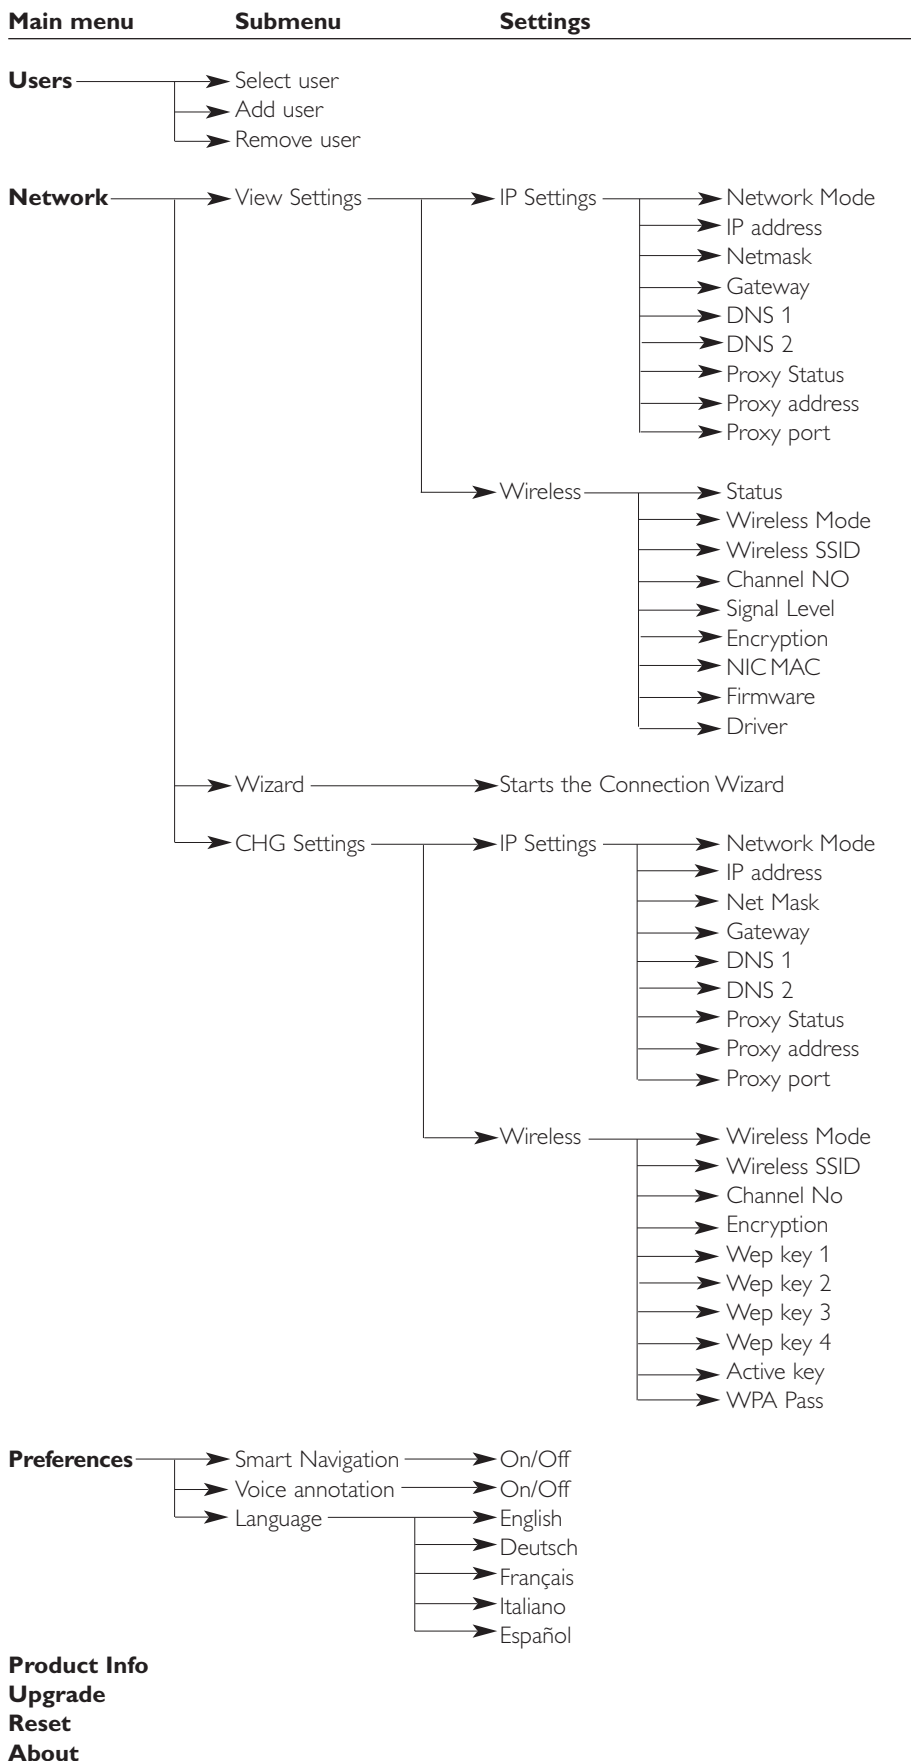 Main menu Submenu Settings
Users Select user
Add user
Remove user
Network View Settings IP Settings Network Mode
IP address
Netmask
Gateway
DNS 1
DNS 2
Proxy Status
Proxy address
Proxy port
Wireless Status
Wireless Mode
Wireless SSID
Channel NO
Signal Level
Encryption
NIC MAC
Firmware
Driver
Wizard Starts the Connection Wizard
CHG Settings IP Settings Network Mode
IP address
Net Mask
Gateway
DNS 1
DNS 2
Proxy Status
Proxy address
Proxy port
Wireless Wireless Mode
Wireless SSID
Channel No
Encryption
Wep key 1
Wep key 2
Wep key 3
Wep key 4
Active key
WPA Pass
Preferences Smart Navigation On/Off
Voice annotation On/Off
Language English
Deutsch
Français
Italiano
Español
Product Info
Upgrade
Reset
About